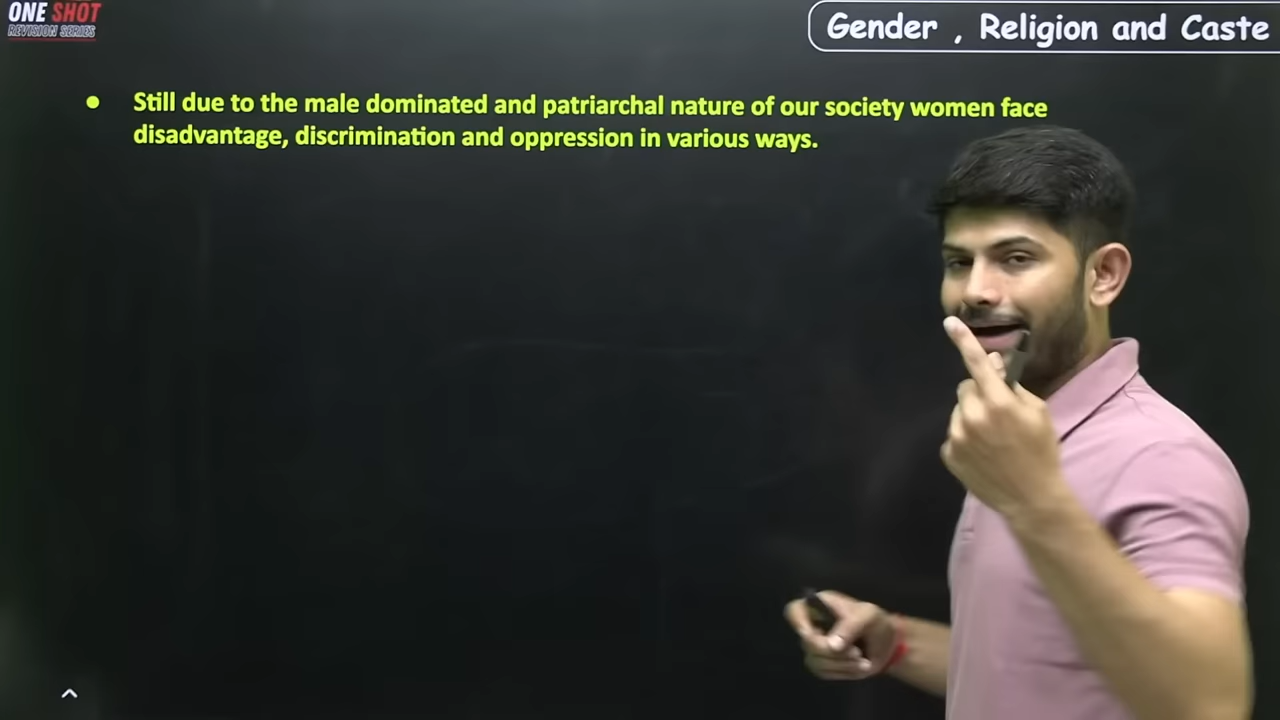 ONE SHOT
REVISION SERIES
Gender , Religion and Caste
• Still due to the male dominated and patriarchal nature of our society women face
disadvantage, discrimination and oppression in various ways.